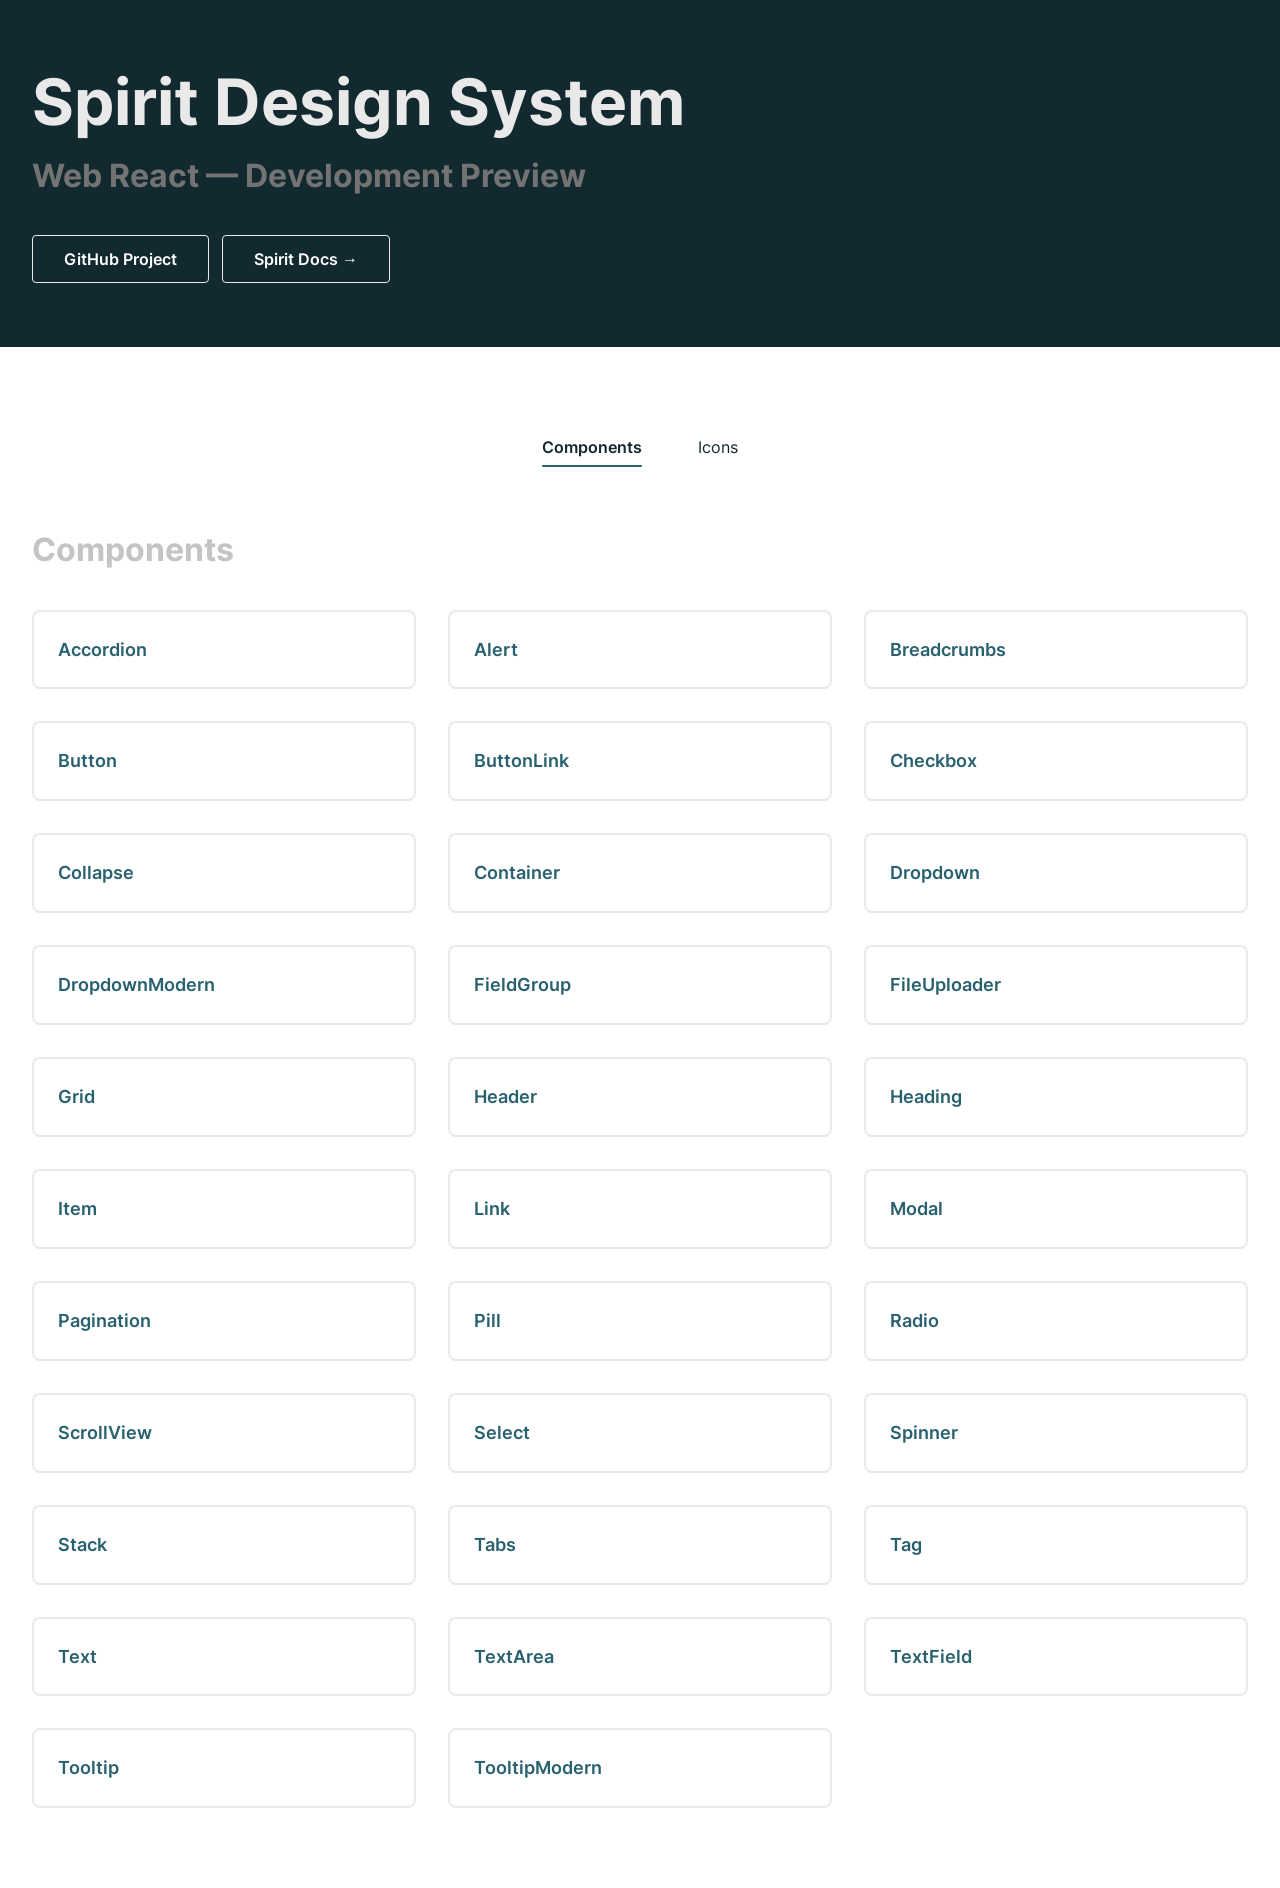 Spirit Design System
Web React — Development Preview
GitHub Project
Spirit Docs →
Components
Icons
Components
Accordion
Alert
Breadcrumbs
Button
ButtonLink
Checkbox
Collapse
Container
Dropdown
DropdownModern
FieldGroup
FileUploader
Grid
Header
Heading
Item
Link
Modal
Pagination
Pill
Radio
ScrollView
Select
Spinner
Stack
Tabs
Tag
Text
TextArea
TextField
Tooltip
TooltipModern